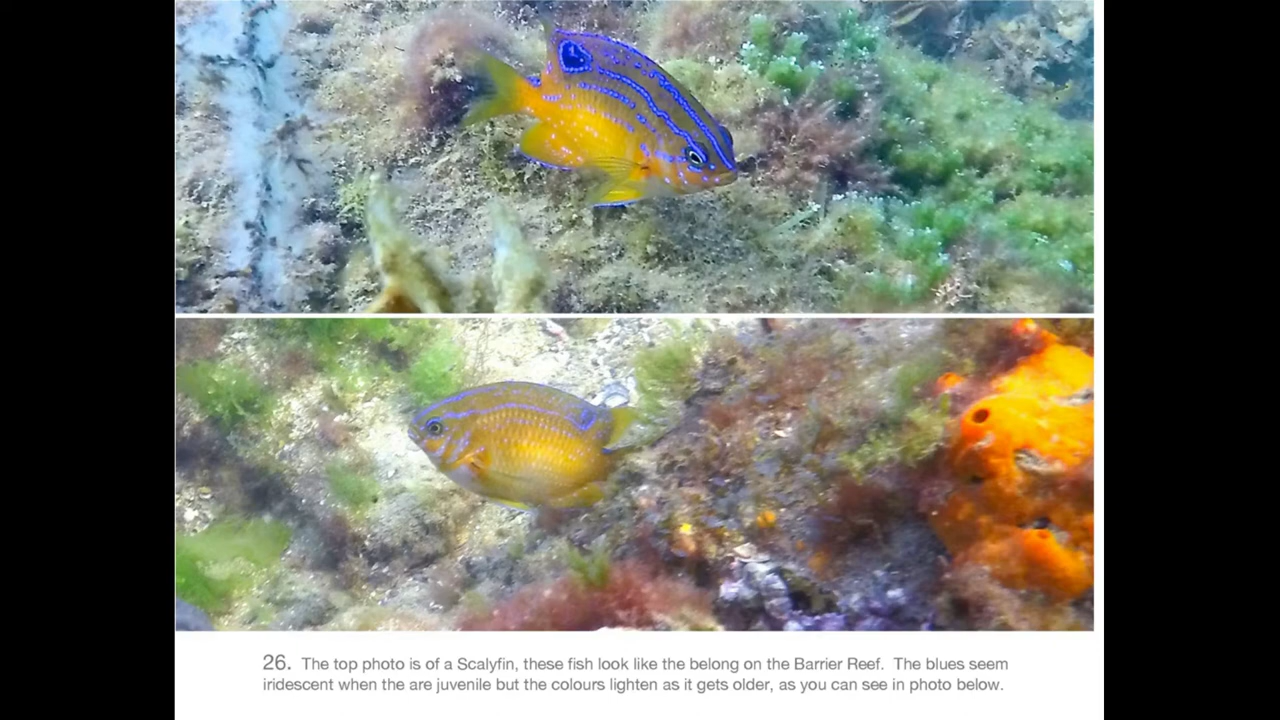 26. The top photo is of a Scalyfin, these fish look like the belong on the Barrier Reef. The blues seem
iridescent when the are juvenile but the colours lighten as it gets older, as you can see in photo below.